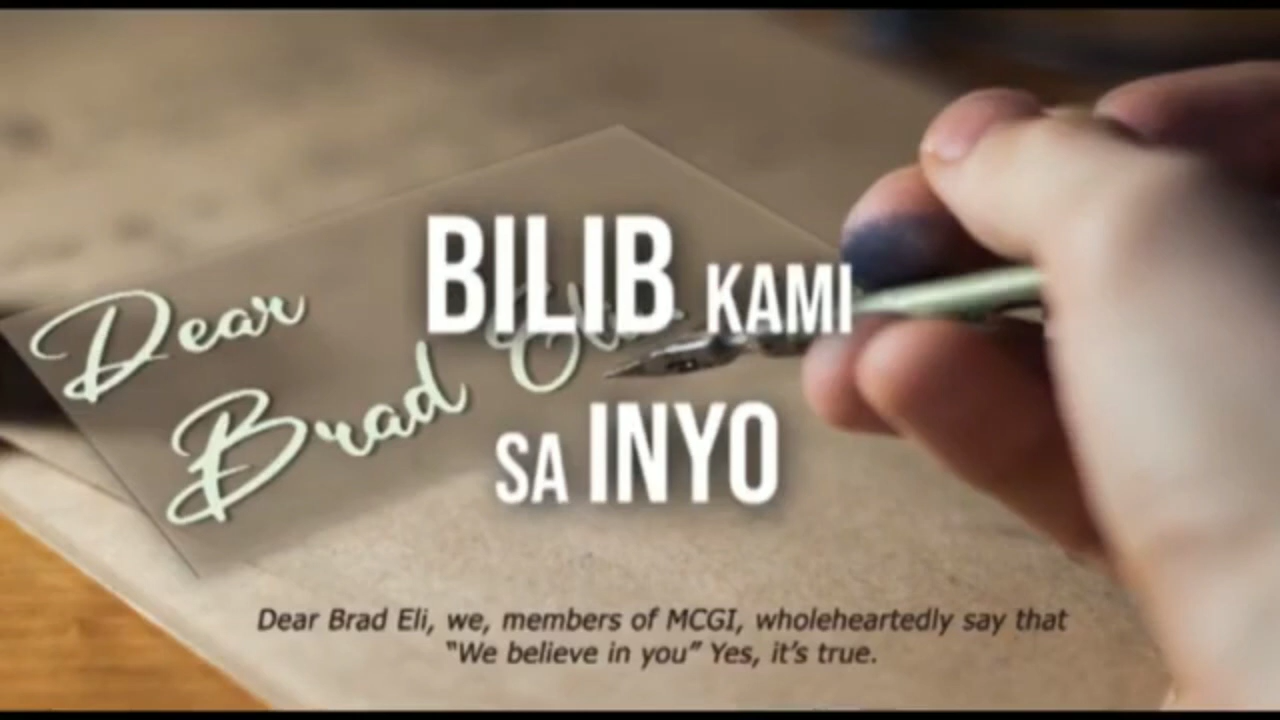 Dear
Brad Eli
BILIB KAMI
SA INYO
Dear Brad Eli, we, members of MCGI, wholeheartedly say that
"We believe in you" Yes, it's true.